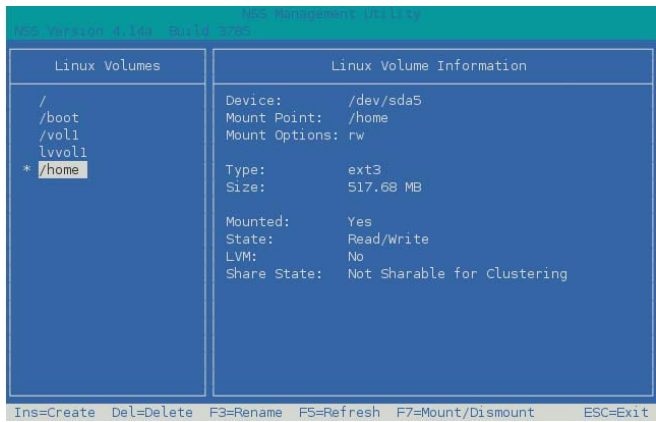 NSS Management Utility
NSS Version 4.14a Build 3785
Linux Volumes
/
/boot
/vol1
lvvol1
* /home
Linux Volume Information
Device: /dev/sda5
Mount Point: /home
Mount Options: rw
Type: ext3
Size: 517.68 MB
Mounted: Yes
State: Read/Write
LVM: No
Share State: Not Sharable for Clustering
Ins=Create Del=Delete F3=Rename F5=Refresh F7=Mount/Dismount ESC=Exit